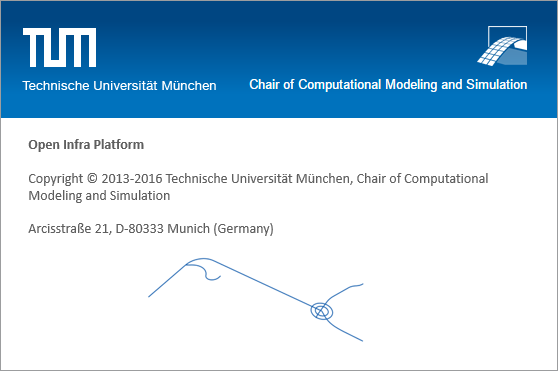 TUM
Technische Universität München
Chair of Computational Modeling and Simulation
Open Infra Platform
Copyright © 2013-2016 Technische Universität München, Chair of Computational
Modeling and Simulation
Arcisstraße 21, D-80333 Munich (Germany)